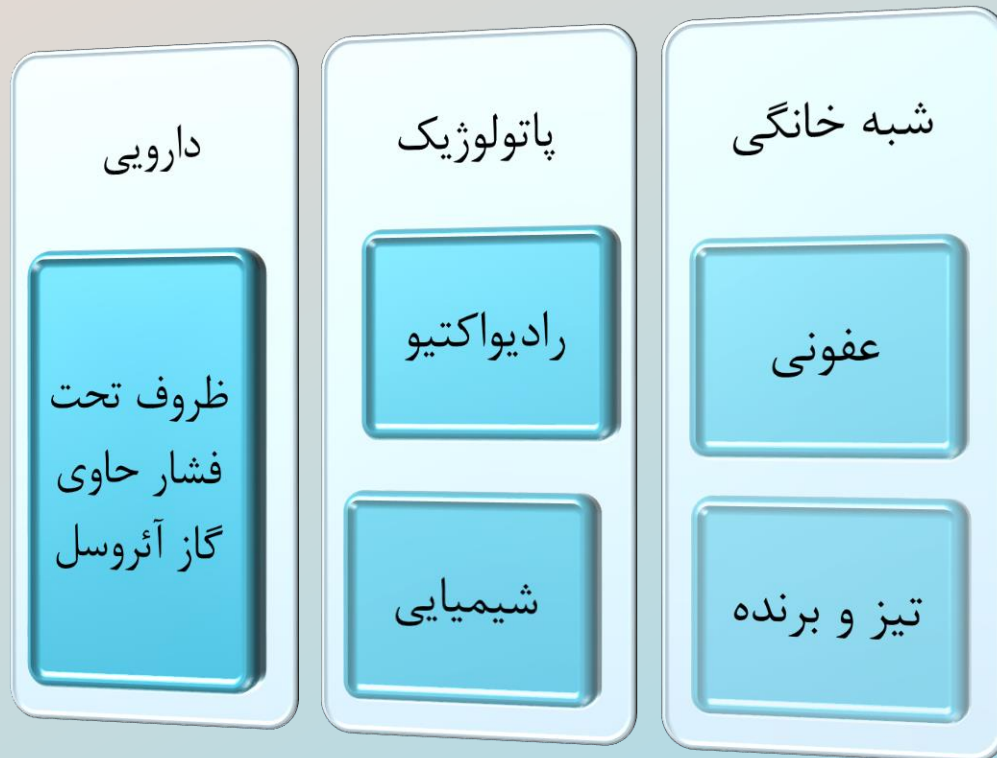 شبه خانگی
عفونی
تیز و برنده
پاتولوژیک
رادیواکتیو
شیمیایی
دارویی
ظروف تحت
فشار حاوی
گاز آئروسل